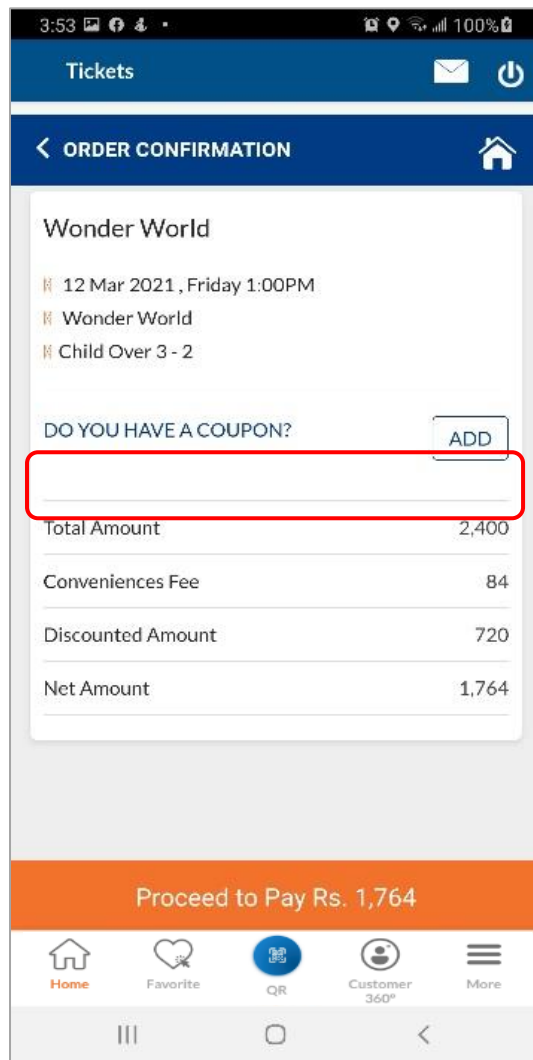 3:53 100%
Tickets
ORDER CONFIRMATION
Wonder World
12 Mar 2021 , Friday 1:00PM
Wonder World
Child Over 3 - 2
DO YOU HAVE A COUPON? ADD
Total Amount 2,400
Conveniences Fee 84
Discounted Amount 720
Net Amount 1,764
Proceed to Pay Rs. 1,764
Home Favorite QR Customer 360° More